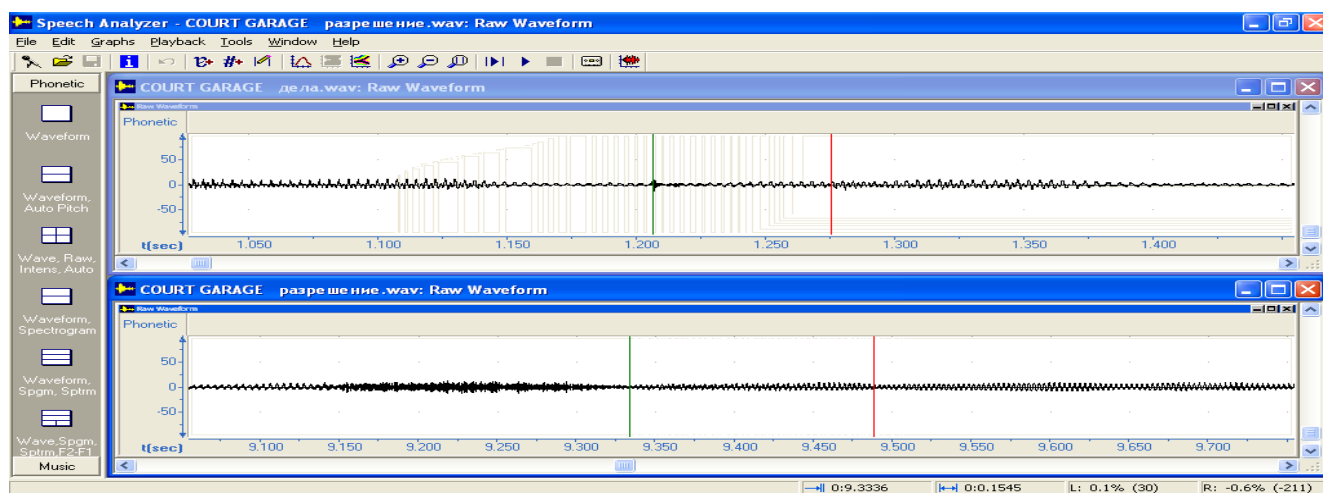 Speech Analyzer - COURT GARAGE разрешение.wav: Raw Waveform
File Edit Graphs Playback Tools Window Help
Phonetic
Waveform
Waveform,
Auto Pitch
Wave, Raw,
Intens, Auto
Waveform,
Spectrogram
Waveform,
Spgm, Sptrm
Wave,Spgm,
Sptrm,F2-F1
Music
COURT GARAGE дела.wav: Raw Waveform
Raw Waveform
Phonetic
50
0
-50
t(sec) 1.050 1.100 1.150 1.200 1.250 1.300 1.350 1.400
COURT GARAGE разрешение.wav: Raw Waveform
Raw Waveform
Phonetic
50
0
-50
t(sec) 9.100 9.150 9.200 9.250 9.300 9.350 9.400 9.450 9.500 9.550 9.600 9.650 9.700
0:9.3336 0:0.1545 L: 0.1% (30) R: -0.6% (-211)